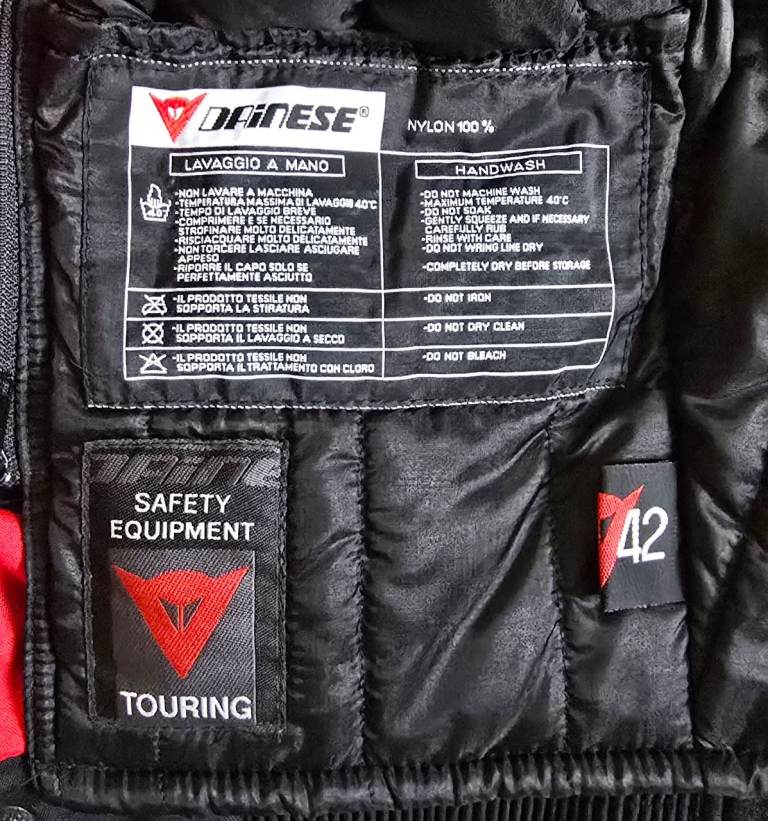 DAINESE®
NYLON 100 %
LAVAGGIO A MANO
-NON LAVARE A MACCHINA
-TEMPERATURA MASSIMA DI LAVAGGIO 40°C
-TEMPO DI LAVAGGIO BREVE
-COMPRIMERE E SE NECESSARIO
STROFINARE MOLTO DELICATAMENTE
-RISCIACQUARE MOLTO DELICATAMENTE
-NON TORCERE LASCIARE ASCIUGARE
APPESO
-RIPORRE IL CAPO SOLO SE
PERFETTAMENTE ASCIUTTO
HANDWASH
-DO NOT MACHINE WASH
-MAXIMUM TEMPERATURE 40°C
-DO NOT SOAK
-GENTLY SQUEEZE AND IF NECESSARY
CAREFULLY RUB
-RINSE WITH CARE
-DO NOT WRING LINE DRY
-COMPLETELY DRY BEFORE STORAGE
-IL PRODOTTO TESSILE NON
SOPPORTA LA STIRATURA
-DO NOT IRON
-IL PRODOTTO TESSILE NON
SOPPORTA IL LAVAGGIO A SECCO
-DO NOT DRY CLEAN
-IL PRODOTTO TESSILE NON
SOPPORTA IL TRATTAMENTO CON CLORO
-DO NOT BLEACH
DAINE
SAFETY
EQUIPMENT
TOURING
42